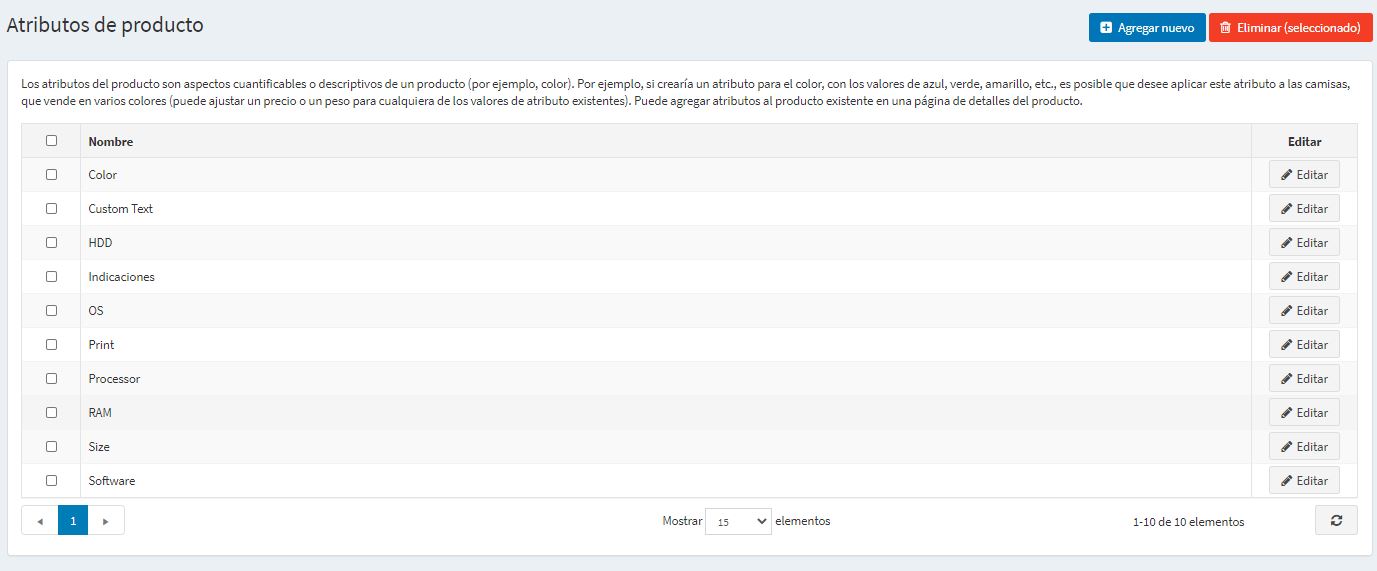 Atributos de producto
Agregar nuevo
Eliminar (seleccionado)
Los atributos del producto son aspectos cuantificables o descriptivos de un producto (por ejemplo, color). Por ejemplo, si crearía un atributo para el color, con los valores de azul, verde, amarillo, etc., es posible que desee aplicar este atributo a las camisas,
que vende en varios colores (puede ajustar un precio o un peso para cualquiera de los valores de atributo existentes). Puede agregar atributos al producto existente en una página de detalles del producto.
Nombre Editar
Color Editar
Custom Text Editar
HDD Editar
Indicaciones Editar
OS Editar
Print Editar
Processor Editar
RAM Editar
Size Editar
Software Editar
1 Mostrar 15 elementos 1-10 de 10 elementos